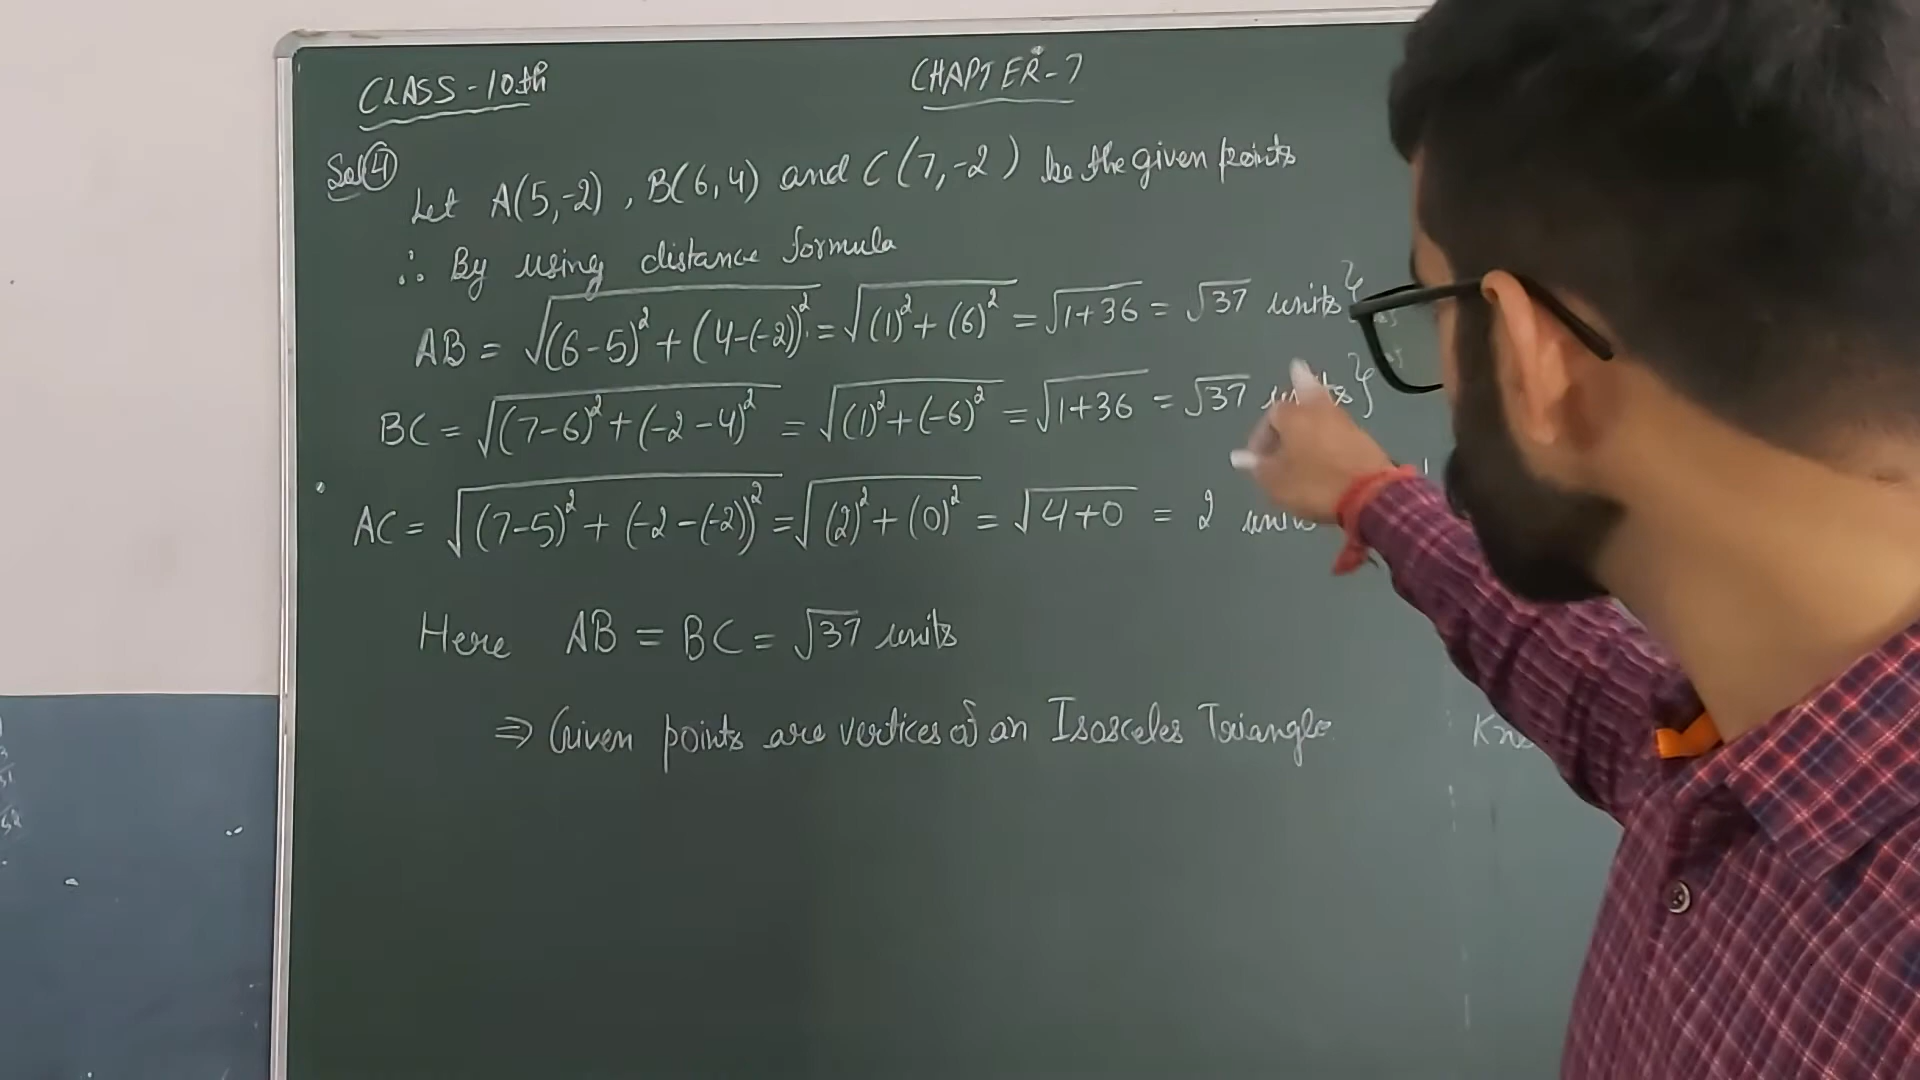 CLASS-10th
CHAPTER-7
Sol 4
Let A(5,-2), B(6,4) and C(7,-2) be the given points
∴ By using distance formula
AB = √((6-5)² + (4-(-2))²) = √((1)² + (6)²) = √(1+36) = √37 units}
BC = √((7-6)² + (-2-4)²) = √((1)² + (-6)²) = √(1+36) = √37 units}
AC = √((7-5)² + (-2-(-2))²) = √((2)² + (0)²) = √(4+0) = 2 units
Here AB = BC = √37 units
⇒ Given points are vertices of an Isosceles Triangle